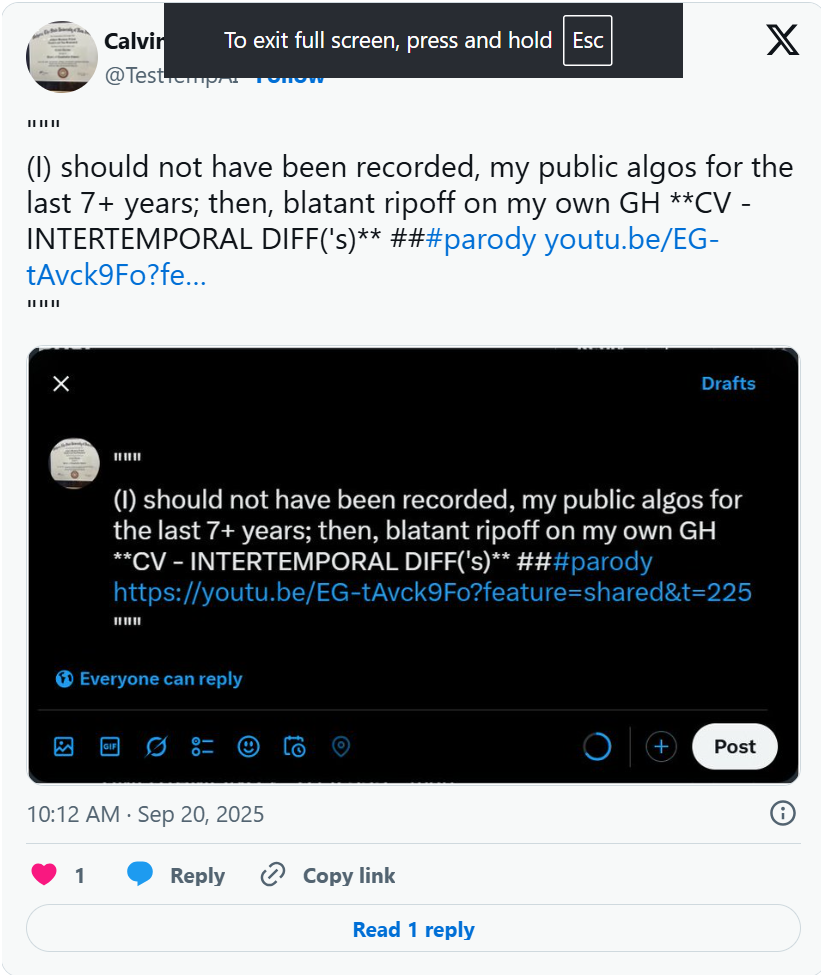 To exit full screen, press and hold Esc
Calvin
"""
(I) should not have been recorded, my public algos for the
last 7+ years; then, blatant ripoff on my own GH **CV -
INTERTEMPORAL DIFF('s)** ###parody youtu.be/EG-
tAvck9Fo?fe...
"""
Drafts
"""
(I) should not have been recorded, my public algos for
the last 7+ years; then, blatant ripoff on my own GH
**CV - INTERTEMPORAL DIFF('s)** ###parody
https://youtu.be/EG-tAvck9Fo?feature=shared&t=225
"""
Everyone can reply
GIF
Post
10:12 AM · Sep 20, 2025
1 Reply Copy link
Read 1 reply